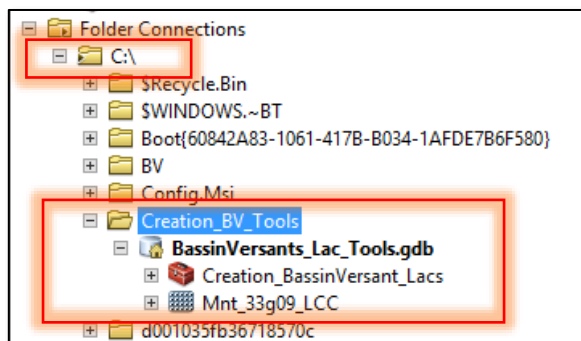 Folder Connections
C:\
$Recycle.Bin
$WINDOWS.~BT
Boot{60842A83-1061-417B-B034-1AFDE7B6F580}
BV
Config.Msi
Creation_BV_Tools
BassinVersants_Lac_Tools.gdb
Creation_BassinVersant_Lacs
Mnt_33g09_LCC
d001035fb36718570c